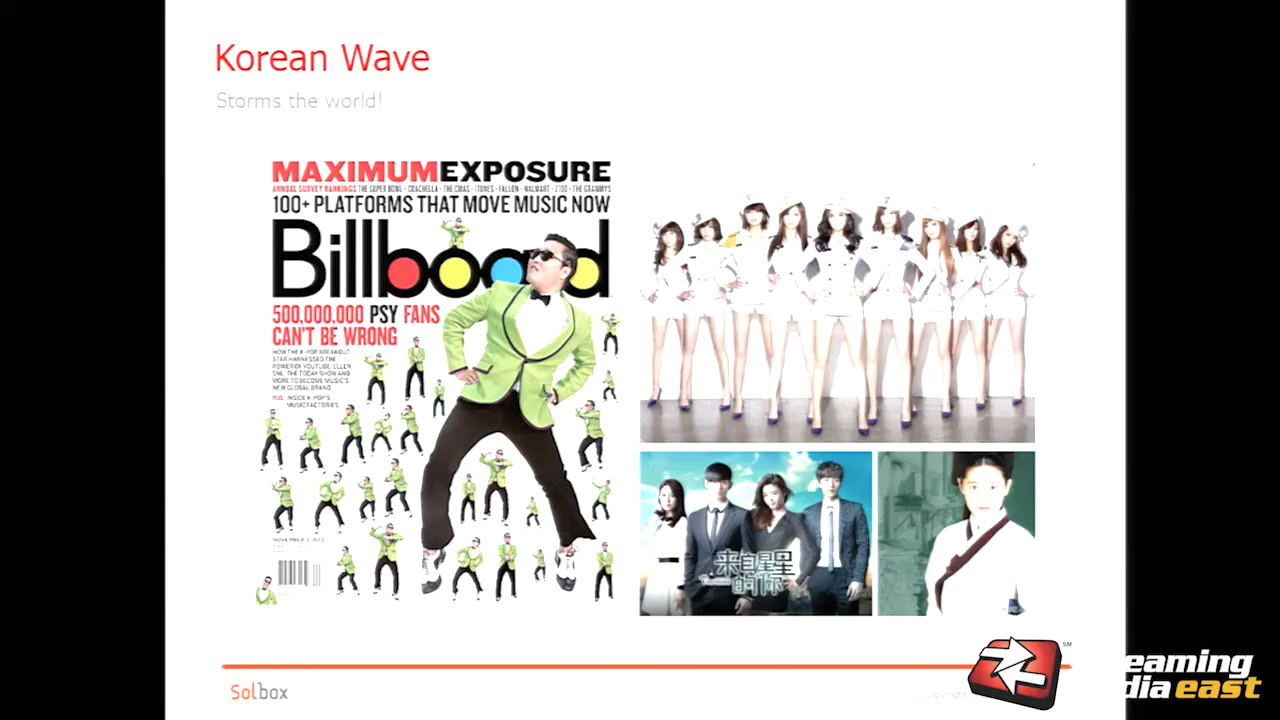 Korean Wave
Storms the world!
MAXIMUMEXPOSURE
ANNUAL SURVEY RANKINGS THE SUPER BOWL · COACHELLA · THE CMAS · iTUNES · FALLON · WALMART · Z100 · THE GRAMMYS
100+ PLATFORMS THAT MOVE MUSIC NOW
Billboard
500,000,000 PSY FANS
CAN'T BE WRONG
HOW THE K-POP BREAKOUT
STAR HARNESSED THE
POWER OF YOUTUBE, ELLEN,
SNL, THE TODAY SHOW AND
MORE TO BECOME MUSIC'S
NEW GLOBAL BRAND
PLUS INSIDE K-POP'S
MUSIC FACTORIES
来自星星
的你
Solbox
SM
eaming
dia east